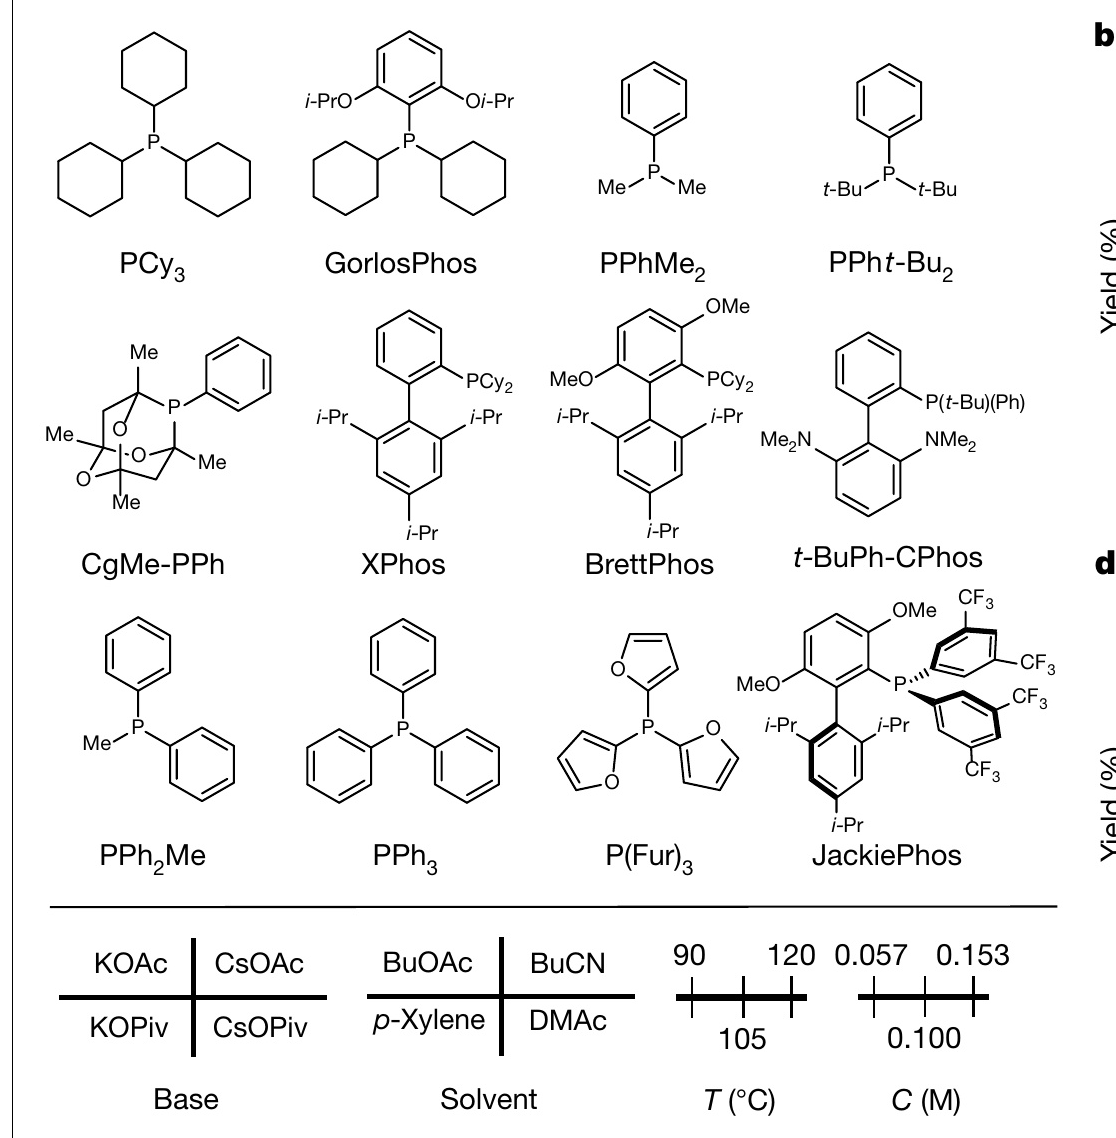 b
i-PrO
Oi-Pr
P
P
P
P
Me
Me
t-Bu
t-Bu
PCy3
GorlosPhos
PPhMe2
PPht-Bu2
Yield (%)
Me
P
O
Me
O
O
Me
Me
PCy2
i-Pr
i-Pr
i-Pr
OMe
MeO
PCy2
i-Pr
i-Pr
i-Pr
P(t-Bu)(Ph)
Me2N
NMe2
CgMe-PPh
XPhos
BrettPhos
t-BuPh-CPhos
d
P
Me
P
O
P
O
O
OMe
CF3
CF3
MeO
P
CF3
i-Pr
i-Pr
CF3
i-Pr
PPh2Me
PPh3
P(Fur)3
JackiePhos
Yield (%)
KOAc
CsOAc
BuOAc
BuCN
90
120
0.057
0.153
KOPiv
CsOPiv
p-Xylene
DMAc
105
0.100
Base
Solvent
T (°C)
C (M)